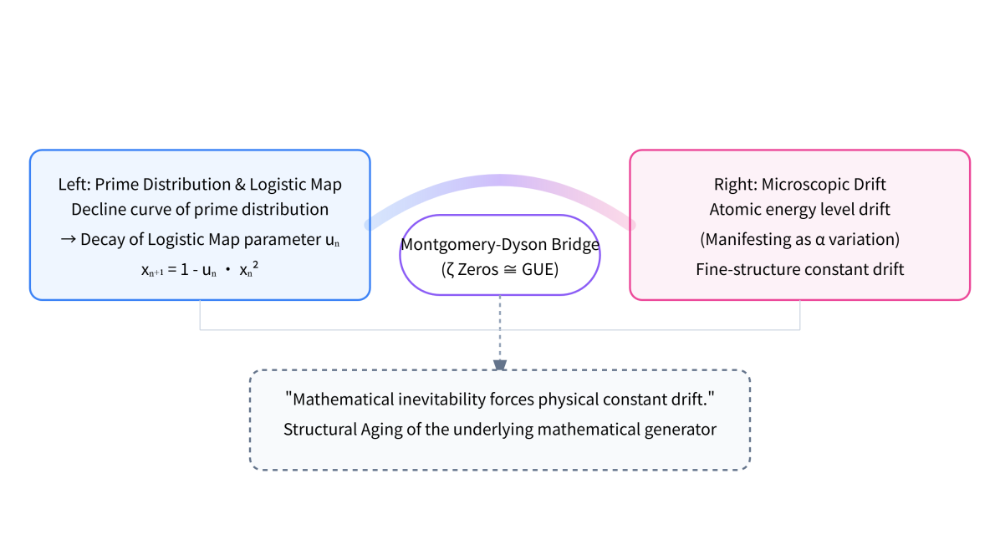 Left: Prime Distribution & Logistic Map
Decline curve of prime distribution
→ Decay of Logistic Map parameter uₙ
xₙ₊₁ = 1 - uₙ ・ xₙ²
Montgomery-Dyson Bridge
(ζ Zeros ≅ GUE)
Right: Microscopic Drift
Atomic energy level drift
(Manifesting as α variation)
Fine-structure constant drift
"Mathematical inevitability forces physical constant drift."
Structural Aging of the underlying mathematical generator